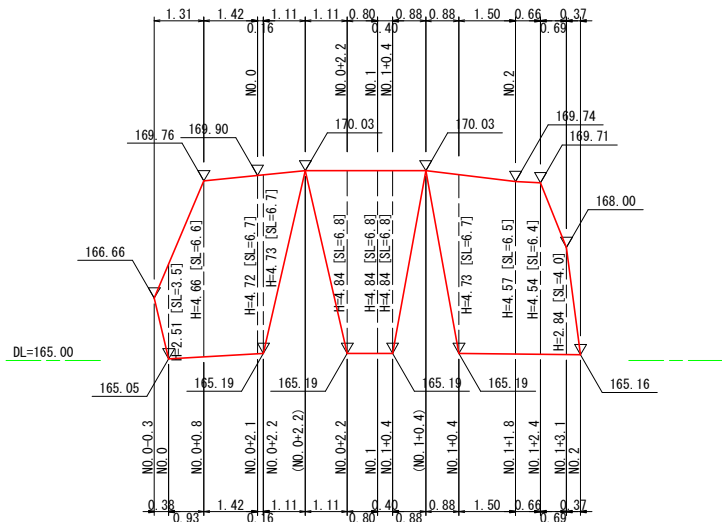 1.31 1.42 1.11 1.11 0.80 0.88 0.88 1.50 0.66 0.37
0.16 0.40 0.69
NO.0
NO.0+2.2
NO.1
NO.1+0.4
NO.2
169.76
169.90
170.03
170.03
169.74
169.71
168.00
166.66
H=2.51 [SL=3.5]
H=4.66 [SL=6.6]
H=4.72 [SL=6.7]
H=4.73 [SL=6.7]
H=4.84 [SL=6.8]
H=4.84 [SL=6.8]
H=4.84 [SL=6.8]
H=4.73 [SL=6.7]
H=4.57 [SL=6.5]
H=4.54 [SL=6.4]
H=2.84 [SL=4.0]
DL=165.00
165.05
165.19
165.19
165.19
165.19
165.16
NO.0-0.3
NO.0
NO.0+0.8
NO.0+2.1
NO.0+2.2
(NO.0+2.2)
NO.0+2.2
NO.1
NO.1+0.4
(NO.1+0.4)
NO.1+0.4
NO.1+1.8
NO.1+2.4
NO.1+3.1
NO.2
0.38 1.42 1.11 1.11 0.40 0.88 1.50 0.66 0.37
0.93 0.16 0.80 0.88 0.69